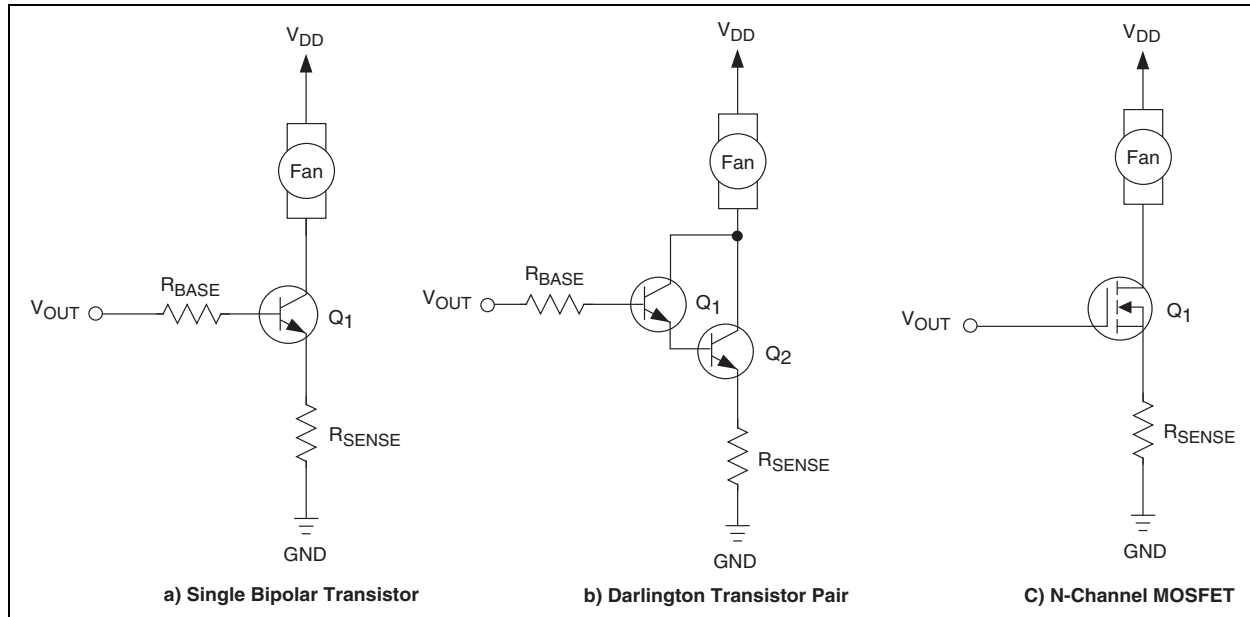 VDD
Fan
RBASE
VOUT
Q1
RSENSE
GND
a) Single Bipolar Transistor
VDD
Fan
RBASE
VOUT
Q1
Q2
RSENSE
GND
b) Darlington Transistor Pair
VDD
Fan
VOUT
Q1
RSENSE
GND
C) N-Channel MOSFET